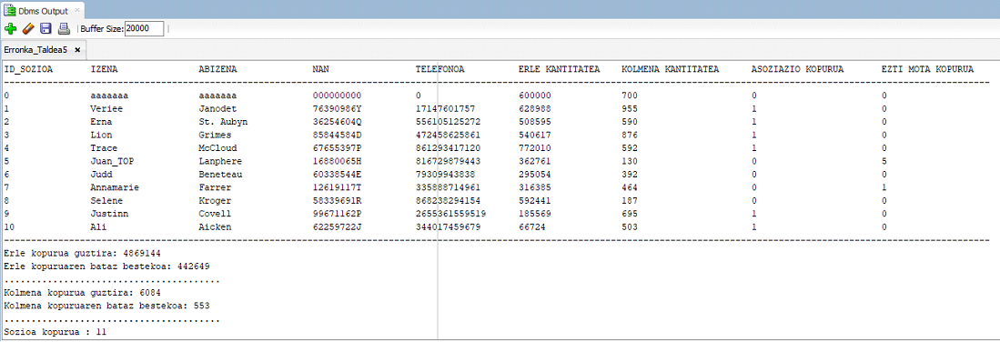 Dbms Output ×
Buffer Size: 20000
Erronka_Taldea5 ×
ID_SOZIOA IZENA ABIZENA NAN TELEFONOA ERLE KANTITATEA KOLMENA KANTITATEA ASOZIAZIO KOPURUA EZTI MOTA KOPURUA
--------------------------------------------------------------------------------
0 aaaaaaa aaaaaaa 000000000 0 600000 700 0 0
1 Veriee Janodet 76390986Y 17147601757 628988 955 1 0
2 Erna St. Aubyn 36254604Q 556105125272 508595 590 1 0
3 Lion Grimes 85844584D 472458625861 540617 876 1 0
4 Trace McCloud 67655397P 861293417120 772010 592 1 0
5 Juan_TOP Lanphere 16880065H 816729879443 362761 130 0 5
6 Judd Beneteau 60338544E 79309943838 295054 392 0 0
7 Annamarie Farrer 12619117T 335888714961 316385 464 0 1
8 Selene Kroger 58339691R 868238294154 592441 187 0 0
9 Justinn Covell 99671162P 2655361559519 185569 695 1 0
10 Ali Aicken 62259722J 344017459679 66724 503 1 0
--------------------------------------------------------------------------------
Erle kopurua guztira: 4869144
Erle kopuruaren bataz bestekoa: 442649
........................................
Kolmena kopurua guztira: 6084
Kolmena kopuruaren bataz bestekoa: 553
........................................
Sozioa kopurua : 11